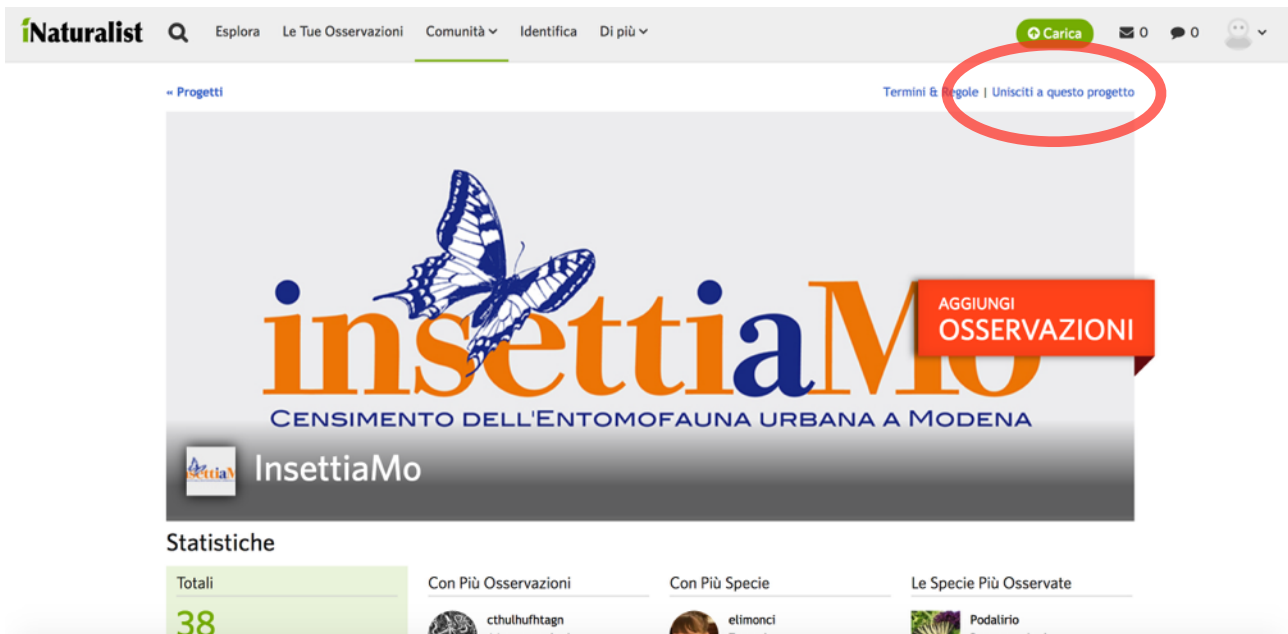 iNaturalist Esplora Le Tue Osservazioni Comunità Identifica Di più Carica 0 0
« Progetti Termini & Regole | Unisciti a questo progetto
insettiaMo
CENSIMENTO DELL'ENTOMOFAUNA URBANA A MODENA
AGGIUNGI
OSSERVAZIONI
InsettiaMo
Statistiche
Totali Con Più Osservazioni Con Più Specie Le Specie Più Osservate
38 cthulhufhtagn elimonci Podalirio